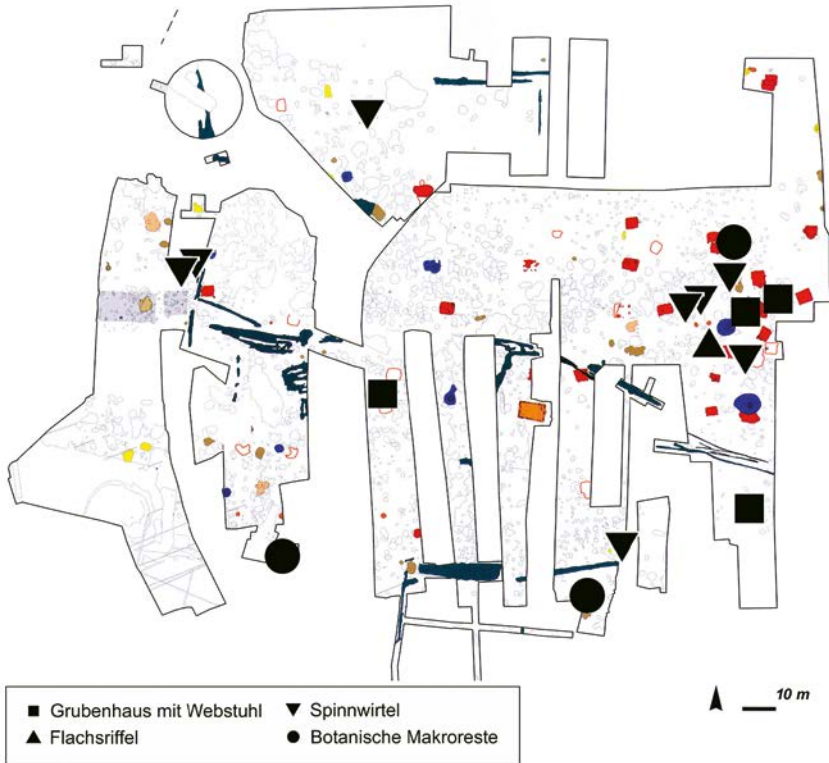 10 m
■ Grubenhaus mit Webstuhl
▲ Flachsriffel
▼ Spinnwirtel
● Botanische Makroreste